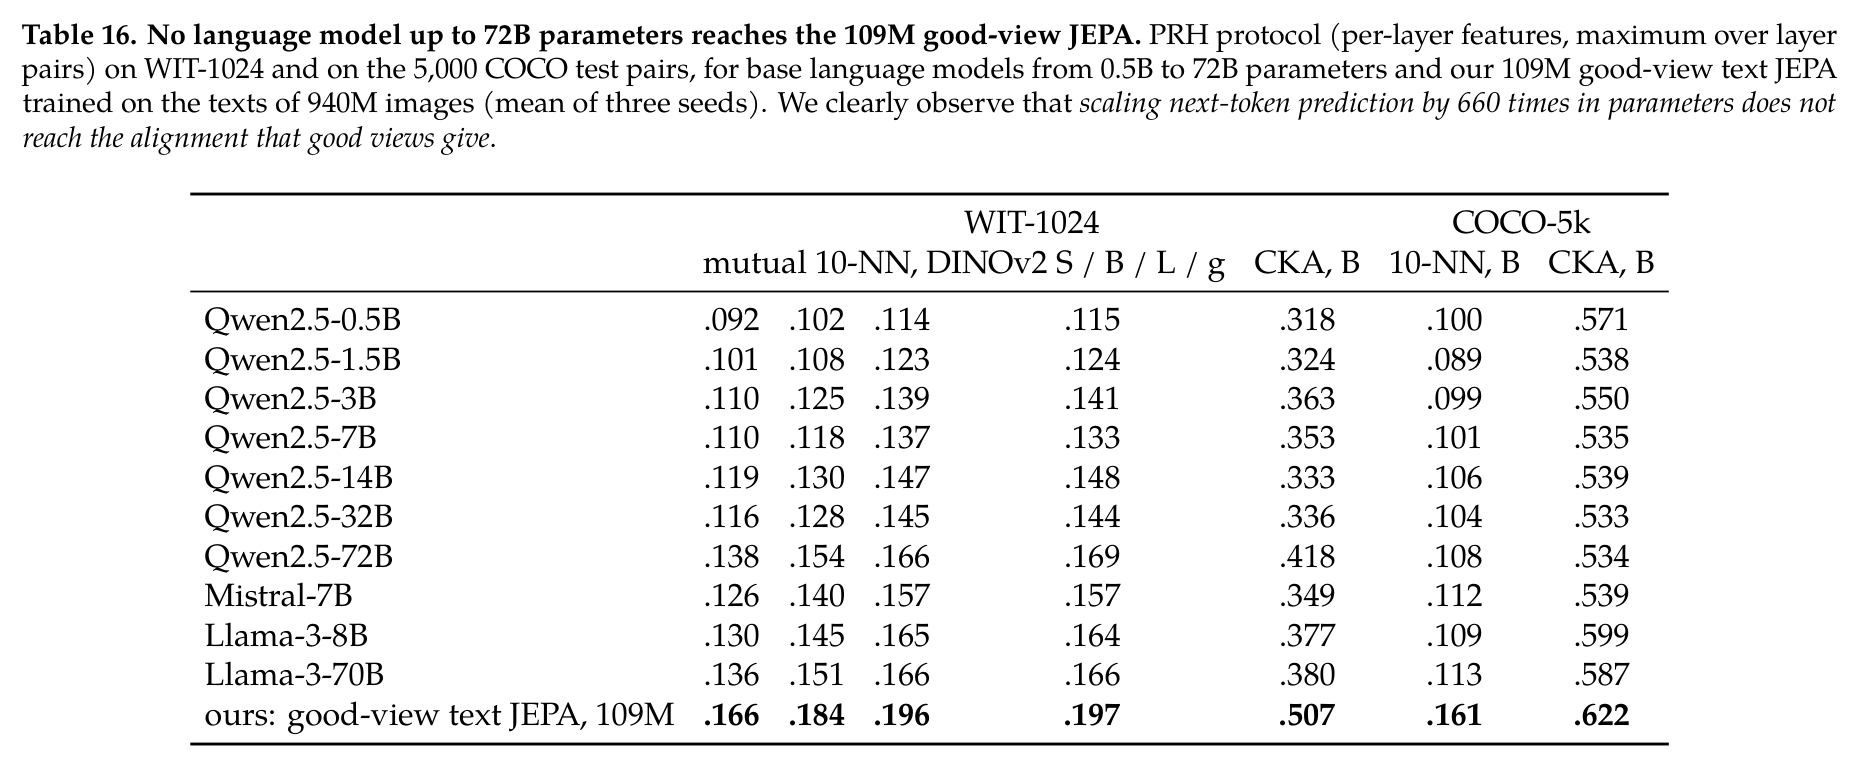 Table 16. No language model up to 72B parameters reaches the 109M good-view JEPA. PRH protocol (per-layer features, maximum over layer
pairs) on WIT-1024 and on the 5,000 COCO test pairs, for base language models from 0.5B to 72B parameters and our 109M good-view text JEPA
trained on the texts of 940M images (mean of three seeds). We clearly observe that scaling next-token prediction by 660 times in parameters does not
reach the alignment that good views give.
WIT-1024 COCO-5k
mutual 10-NN, DINOv2 S / B / L / g CKA, B 10-NN, B CKA, B
Qwen2.5-0.5B .092 .102 .114 .115 .318 .100 .571
Qwen2.5-1.5B .101 .108 .123 .124 .324 .089 .538
Qwen2.5-3B .110 .125 .139 .141 .363 .099 .550
Qwen2.5-7B .110 .118 .137 .133 .353 .101 .535
Qwen2.5-14B .119 .130 .147 .148 .333 .106 .539
Qwen2.5-32B .116 .128 .145 .144 .336 .104 .533
Qwen2.5-72B .138 .154 .166 .169 .418 .108 .534
Mistral-7B .126 .140 .157 .157 .349 .112 .539
Llama-3-8B .130 .145 .165 .164 .377 .109 .599
Llama-3-70B .136 .151 .166 .166 .380 .113 .587
ours: good-view text JEPA, 109M .166 .184 .196 .197 .507 .161 .622